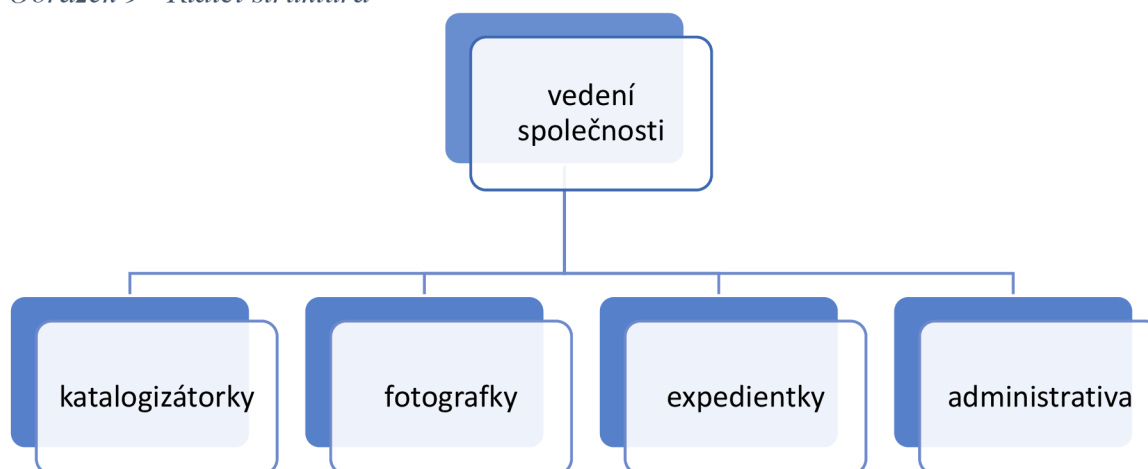 vedení
společnosti
katalogizátorky
fotografky
expedientky
administrativa